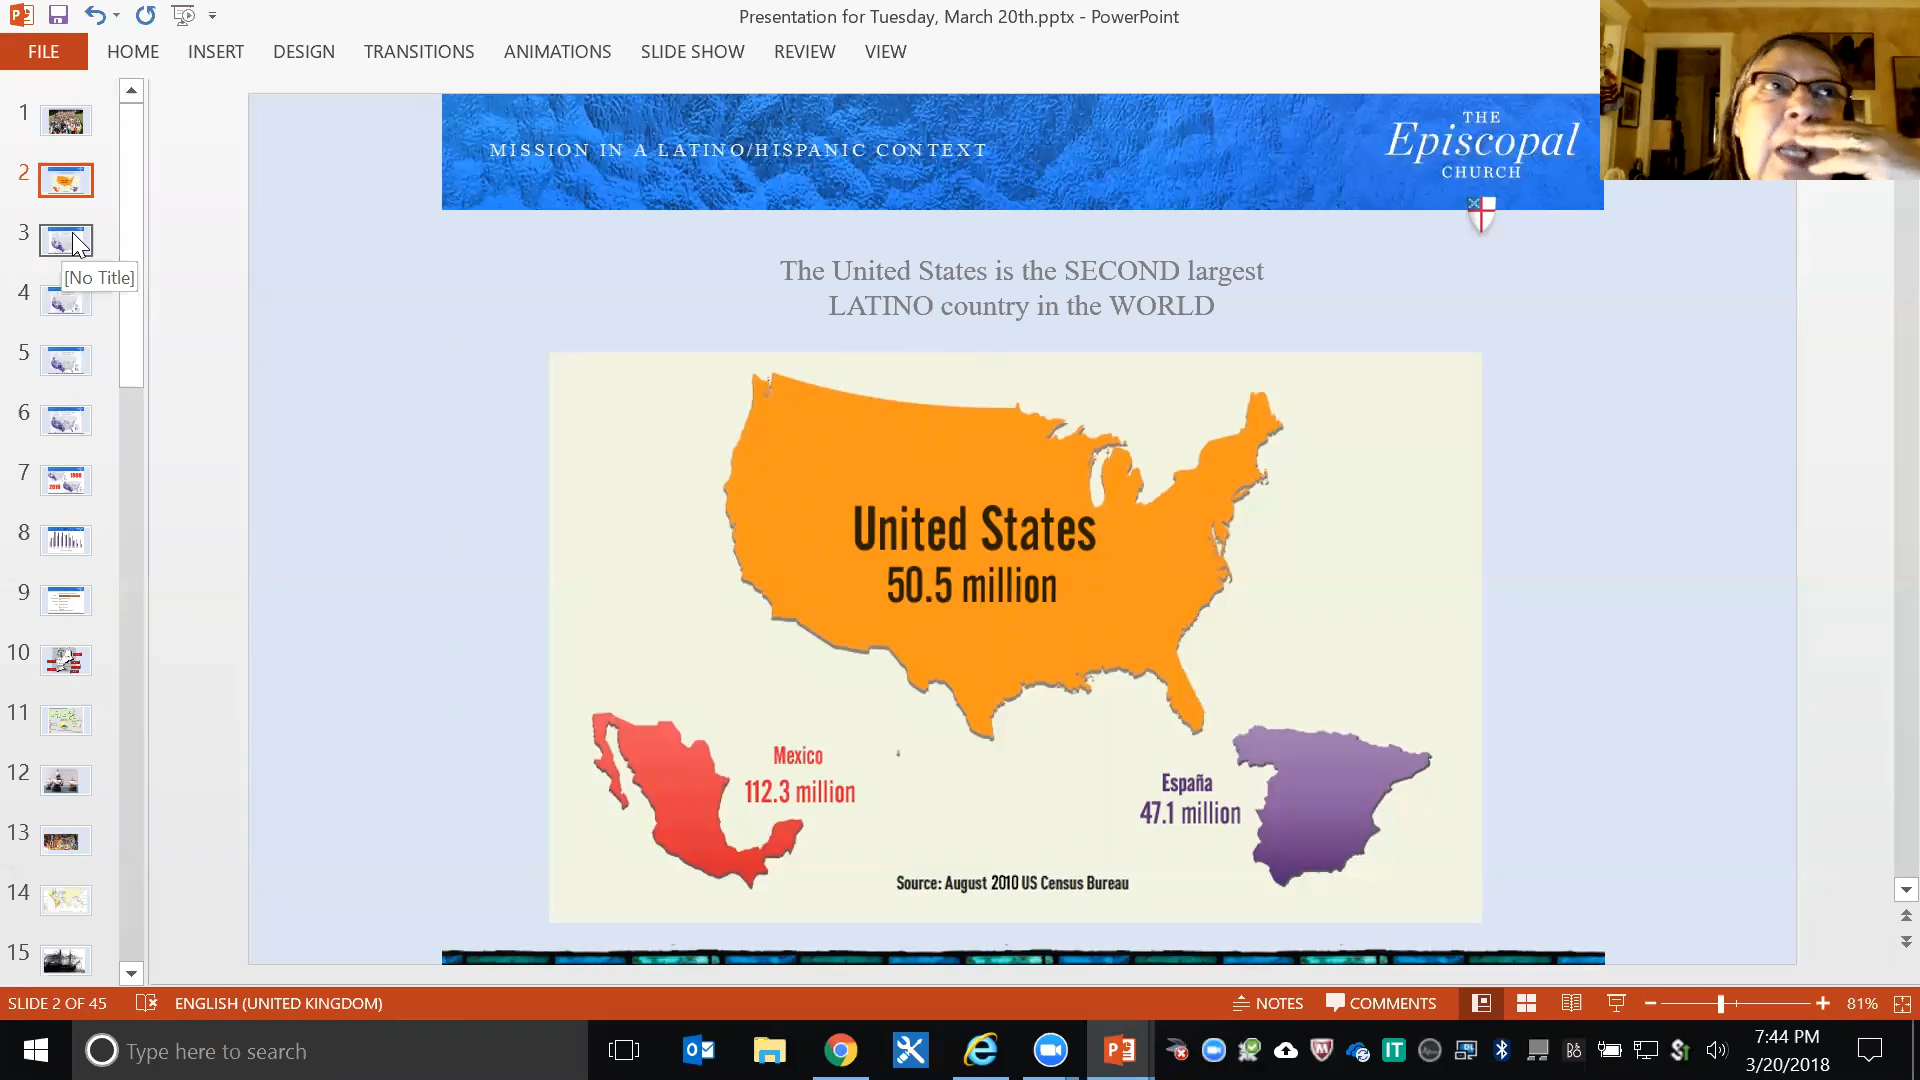 Presentation for Tuesday, March 20th.pptx - PowerPoint
FILE HOME INSERT DESIGN TRANSITIONS ANIMATIONS SLIDE SHOW REVIEW VIEW
1
2
3
[No Title]
4
5
6
7
8
9
10
11
12
13
14
15
MISSION IN A LATINO/HISPANIC CONTEXT
THE
Episcopal
CHURCH
The United States is the SECOND largest
LATINO country in the WORLD
United States
50.5 million
Mexico
112.3 million
España
47.1 million
Source: August 2010 US Census Bureau
SLIDE 2 OF 45 ENGLISH (UNITED KINGDOM) NOTES COMMENTS 81%
Type here to search
7:44 PM
3/20/2018